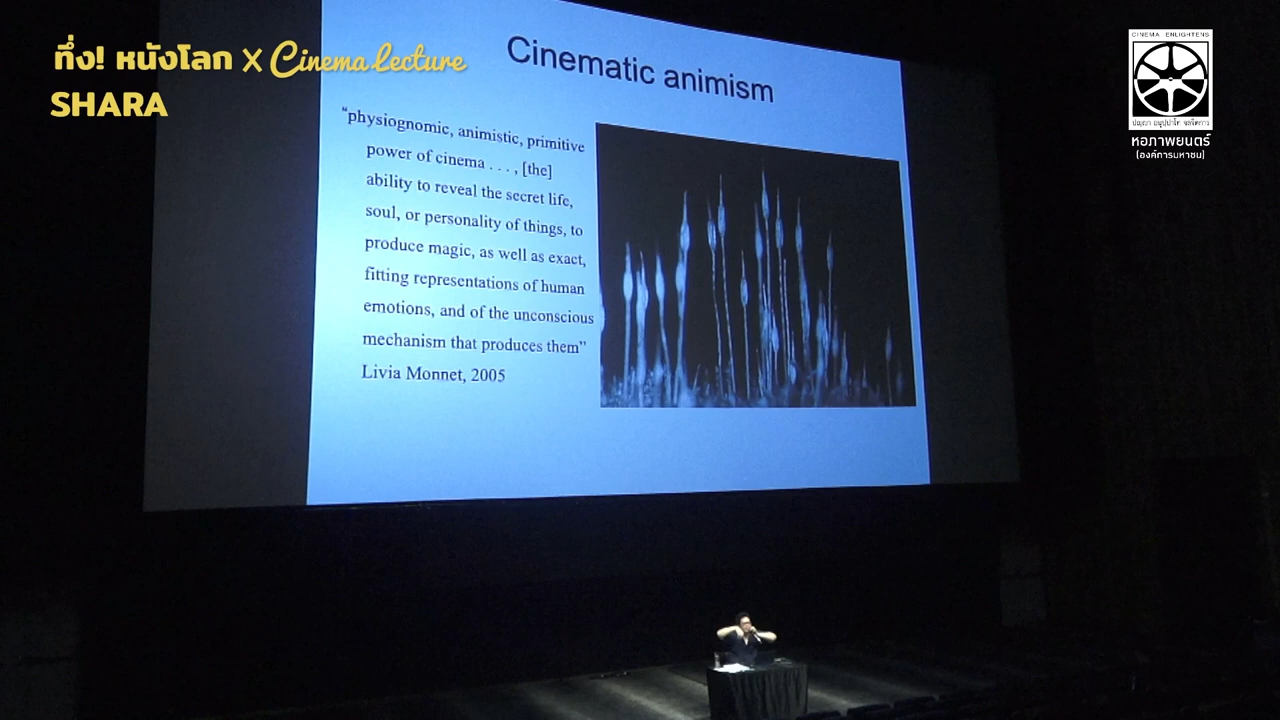 ทึ่ง! หนังโลก X Cinema Lecture
SHARA
Cinematic animism
“physiognomic, animistic, primitive
power of cinema . . . , [the]
ability to reveal the secret life,
soul, or personality of things, to
produce magic, as well as exact,
fitting representations of human
emotions, and of the unconscious
mechanism that produces them”
Livia Monnet, 2005
CINEMA ENLIGHTENS
หอภาพยนตร์
(องค์การมหาชน)